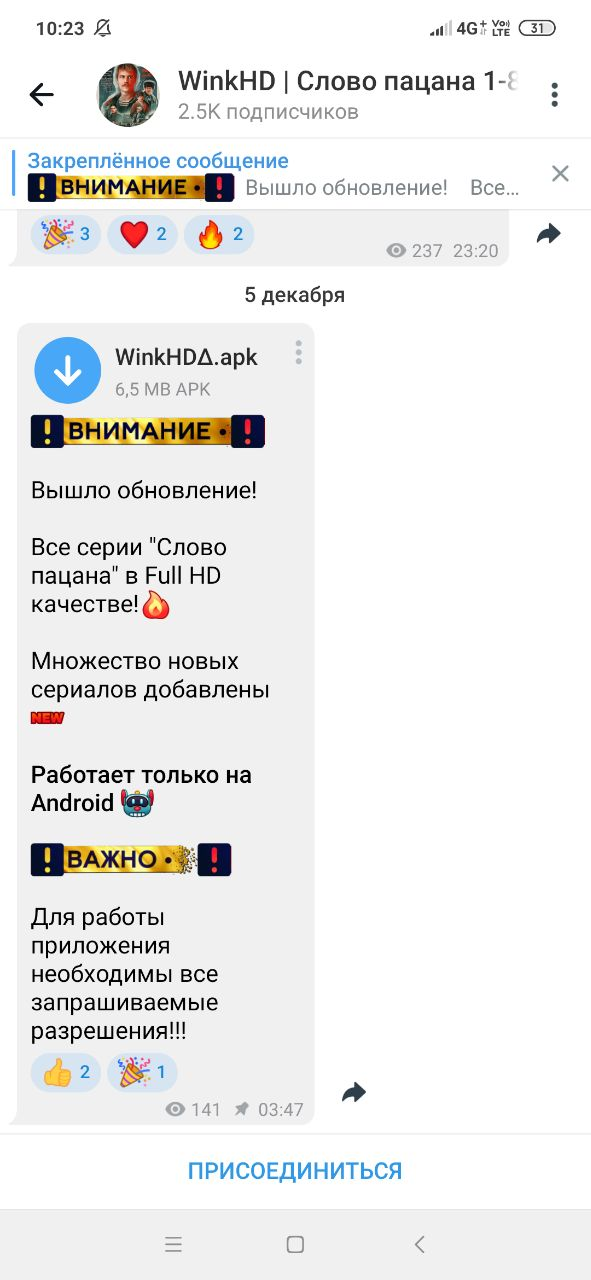 10:23 4G+ Vo) LTE 31
WinkHD | Слово пацана 1-8
2.5K подписчиков
Закреплённое сообщение
ВНИМАНИЕ Вышло обновление! Все...
3 2 2
237 23:20
5 декабря
WinkHDΔ.apk
6,5 MB APK
ВНИМАНИЕ
Вышло обновление!
Все серии "Слово
пацана" в Full HD
качестве!
Множество новых
сериалов добавлены
NEW
Работает только на
Android
ВАЖНО
Для работы
приложения
необходимы все
запрашиваемые
разрешения!!!
2 1
141 03:47
ПРИСОЕДИНИТЬСЯ